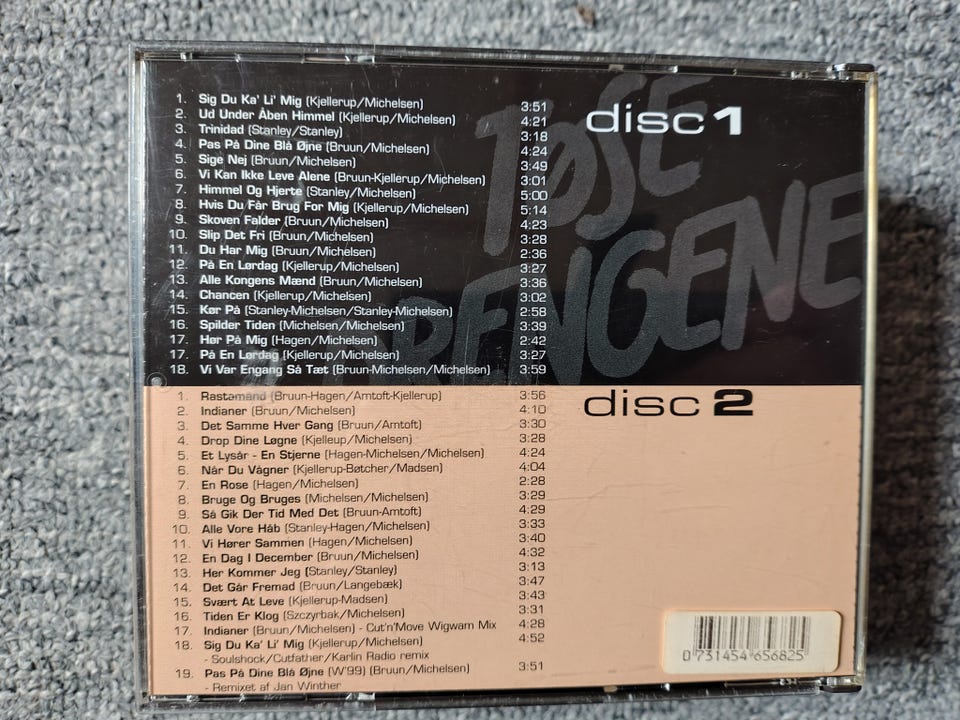 disc 1
TØSE
DRENGENE
1. Sig Du Ka' Li' Mig (Kjellerup/Michelsen) 3:51
2. Ud Under Åben Himmel (Kjellerup/Michelsen) 4:21
3. Trinidad (Stanley/Stanley) 3:18
4. Pas På Dine Blå Øjne (Bruun/Michelsen) 4:24
5. Sige Nej (Bruun/Michelsen) 3:49
6. Vi Kan Ikke Leve Alene (Bruun-Kjellerup/Michelsen) 3:01
7. Himmel Og Hjerte (Stanley/Michelsen) 5:00
8. Hvis Du Får Brug For Mig (Kjellerup/Michelsen) 5:14
9. Skoven Falder (Bruun/Michelsen) 4:23
10. Slip Det Fri (Bruun/Michelsen) 3:28
11. Du Har Mig (Bruun/Michelsen) 2:36
12. På En Lørdag (Kjellerup/Michelsen) 3:27
13. Alle Kongens Mænd (Bruun/Michelsen) 3:36
14. Chancen (Kjellerup/Michelsen) 3:02
15. Kør På (Stanley-Michelsen/Stanley-Michelsen) 2:58
16. Spilder Tiden (Michelsen/Michelsen) 3:39
17. Hør På Mig (Hagen/Michelsen) 2:42
17. På En Lørdag (Kjellerup/Michelsen) 3:27
18. Vi Var Engang Så Tæt (Bruun-Michelsen/Michelsen) 3:59
disc 2
1. Rastamand (Bruun-Hagen/Amtoft-Kjellerup) 3:56
2. Indianer (Bruun/Michelsen) 4:10
3. Det Samme Hver Gang (Bruun/Amtoft) 3:30
4. Drop Dine Løgne (Kjelleup/Michelsen) 3:28
5. Et Lysår - En Stjerne (Hagen-Michelsen/Michelsen) 4:24
6. Når Du Vågner (Kjellerup-Bøtcher/Madsen) 4:04
7. En Rose (Hagen/Michelsen) 2:28
8. Bruge Og Bruges (Michelsen/Michelsen) 3:29
9. Så Gik Der Tid Med Det (Bruun-Amtoft) 4:29
10. Alle Vore Håb (Stanley-Hagen/Michelsen) 3:33
11. Vi Hører Sammen (Hagen/Michelsen) 3:40
12. En Dag I December (Bruun/Michelsen) 4:32
13. Her Kommer Jeg (Stanley/Stanley) 3:13
14. Det Går Fremad (Bruun/Langebæk) 3:47
15. Svært At Leve (Kjellerup-Madsen) 3:43
16. Tiden Er Klog (Szczyrbak/Michelsen) 3:31
17. Indianer (Bruun/Michelsen) - Cut'n'Move Wigwam Mix 4:28
18. Sig Du Ka' Li' Mig (Kjellerup/Michelsen) 4:52
- Soulshock/Cutfather/Karlin Radio remix
19. Pas På Dine Blå Øjne (W'99) (Bruun/Michelsen) 3:51
- Remixet af Jan Winther
0 731454 656825